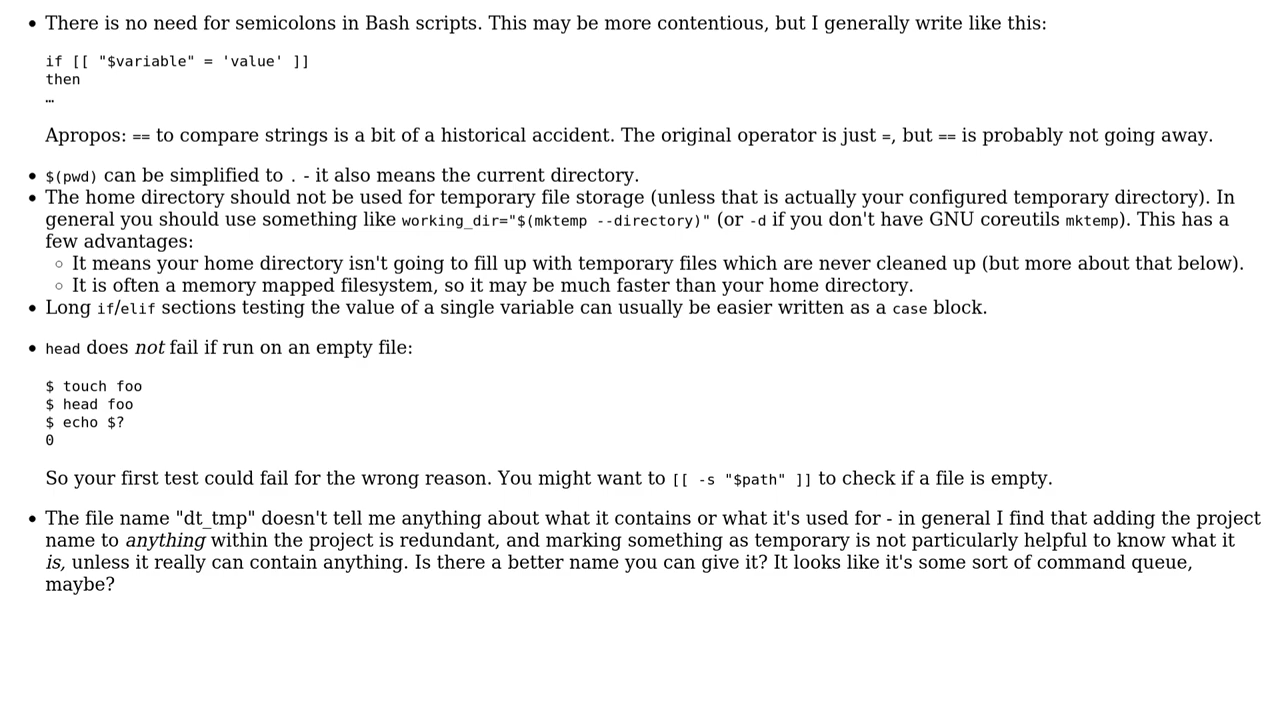 • There is no need for semicolons in Bash scripts. This may be more contentious, but I generally write like this:
if [[ "$variable" = 'value' ]]
then
…
Apropos: == to compare strings is a bit of a historical accident. The original operator is just =, but == is probably not going away.
• $(pwd) can be simplified to . - it also means the current directory.
• The home directory should not be used for temporary file storage (unless that is actually your configured temporary directory). In
general you should use something like working_dir="$(mktemp --directory)" (or -d if you don't have GNU coreutils mktemp). This has a
few advantages:
◦ It means your home directory isn't going to fill up with temporary files which are never cleaned up (but more about that below).
◦ It is often a memory mapped filesystem, so it may be much faster than your home directory.
• Long if/elif sections testing the value of a single variable can usually be easier written as a case block.
• head does not fail if run on an empty file:
$ touch foo
$ head foo
$ echo $?
0
So your first test could fail for the wrong reason. You might want to [[ -s "$path" ]] to check if a file is empty.
• The file name "dt_tmp" doesn't tell me anything about what it contains or what it's used for - in general I find that adding the project
name to anything within the project is redundant, and marking something as temporary is not particularly helpful to know what it
is, unless it really can contain anything. Is there a better name you can give it? It looks like it's some sort of command queue,
maybe?